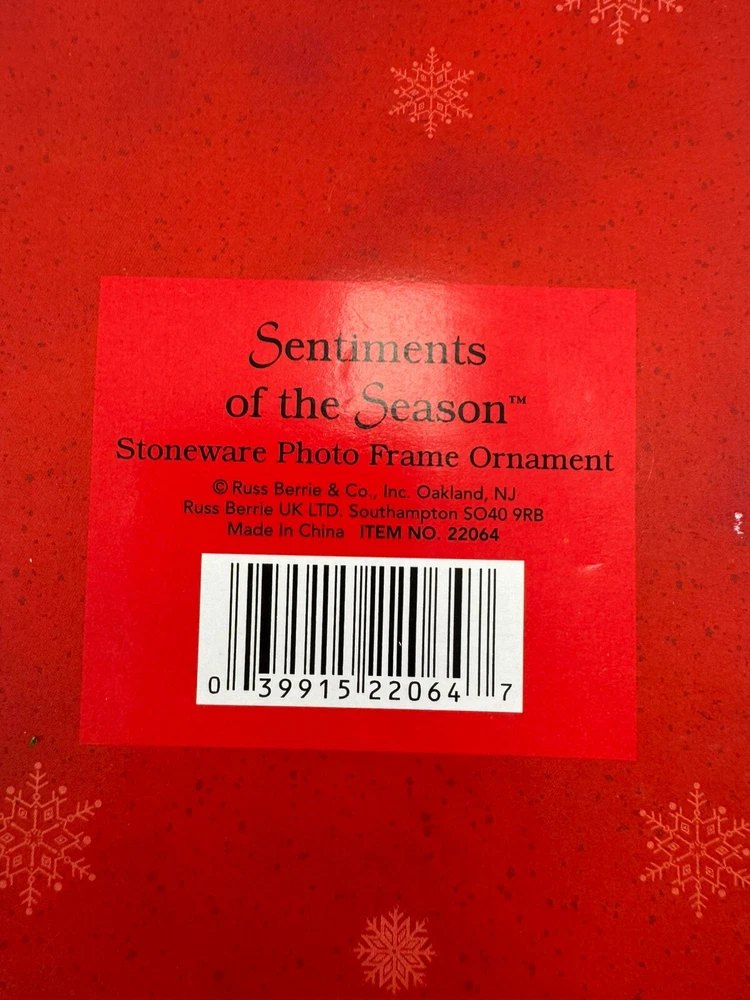 Sentiments
of the Season™
Stoneware Photo Frame Ornament
© Russ Berrie & Co., Inc. Oakland, NJ
Russ Berrie UK LTD. Southampton SO40 9RB
Made In China ITEM NO. 22064
0 39915 22064 7